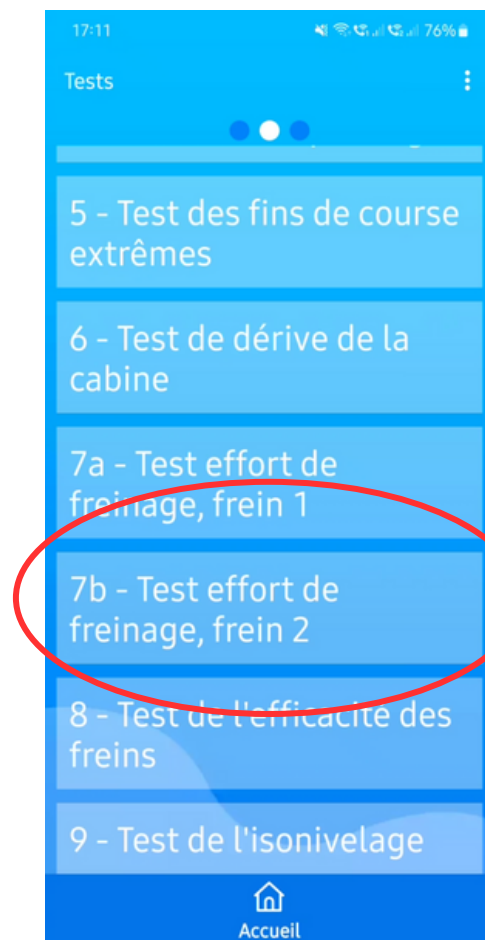 17:11 76%
Tests
5 - Test des fins de course
extrêmes
6 - Test de dérive de la
cabine
7a - Test effort de
freinage, frein 1
7b - Test effort de
freinage, frein 2
8 - Test de l'efficacité des
freins
9 - Test de l'isonivelage
Accueil